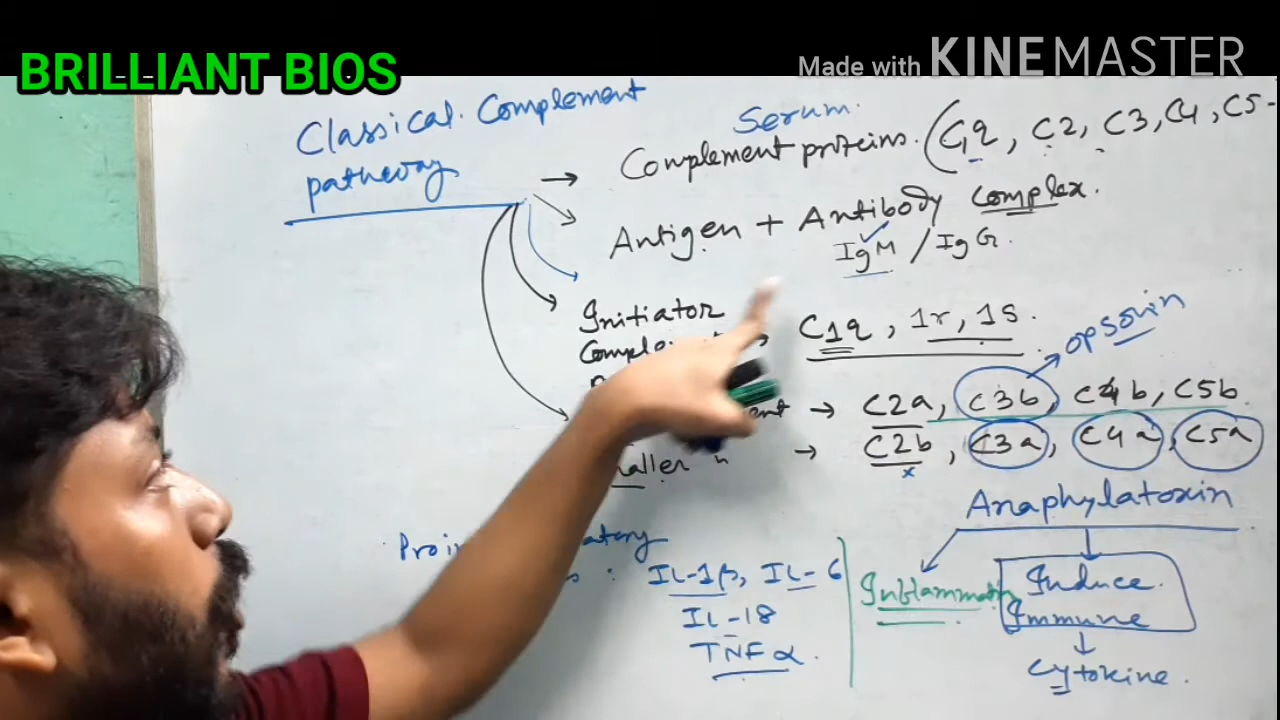 BRILLIANT BIOS
Made with KINEMASTER
Classical Complement
pathway
Serum.
→ Complement proteins. (C1q, C2, C3, C4, C5-
Antigen + Antibody Complex.
IgM / IgG.
Initiator
C1q, 1r, 1s.
opsonin
→ C2a, C3b, C4b, C5b
→ C2b, C3a, C4a, C5a
x
Anaphylatoxin
IL-1β, IL-6
IL-18
TNFα.
Inflammation
Induce.
Immune
Cytokine.